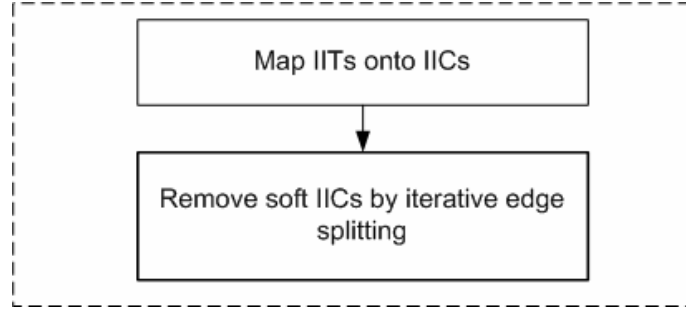 Map IITs onto IICs
Remove soft IICs by iterative edge
splitting